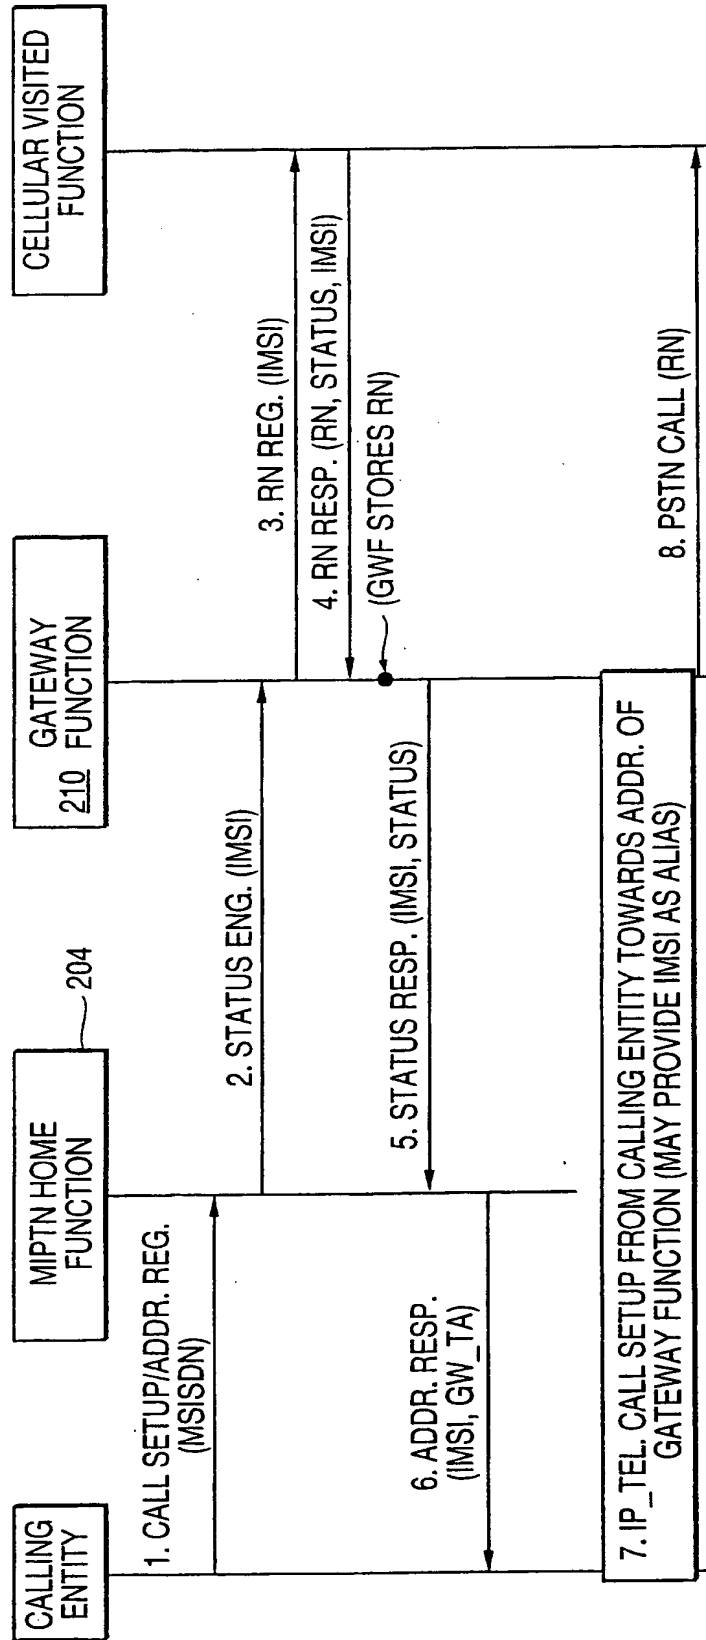 CALLING
ENTITY
MIPTN HOME
FUNCTION
204
GATEWAY
210 FUNCTION
CELLULAR VISITED
FUNCTION
1. CALL SETUP/ADDR. REG.
(MSISDN)
2. STATUS ENG. (IMSI)
3. RN REG. (IMSI)
4. RN RESP. (RN, STATUS, IMSI)
(GWF STORES RN)
5. STATUS RESP. (IMSI, STATUS)
6. ADDR. RESP.
(IMSI, GW_TA)
7. IP_TEL. CALL SETUP FROM CALLING ENTITY TOWARDS ADDR. OF
GATEWAY FUNCTION (MAY PROVIDE IMSI AS ALIAS)
8. PSTN CALL (RN)